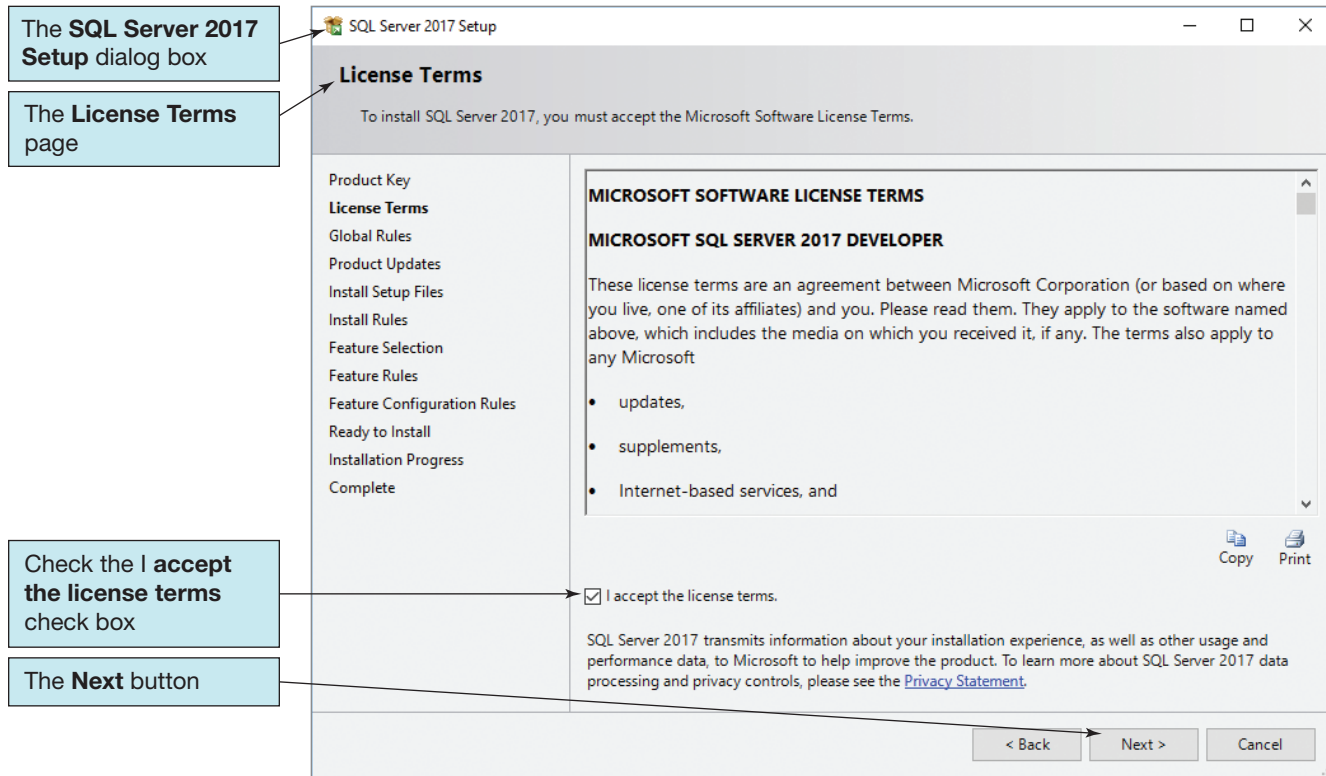 The SQL Server 2017
Setup dialog box
The License Terms
page
Check the I accept
the license terms
check box
The Next button
SQL Server 2017 Setup
License Terms
To install SQL Server 2017, you must accept the Microsoft Software License Terms.
Product Key
License Terms
Global Rules
Product Updates
Install Setup Files
Install Rules
Feature Selection
Feature Rules
Feature Configuration Rules
Ready to Install
Installation Progress
Complete
MICROSOFT SOFTWARE LICENSE TERMS
MICROSOFT SQL SERVER 2017 DEVELOPER
These license terms are an agreement between Microsoft Corporation (or based on where
you live, one of its affiliates) and you. Please read them. They apply to the software named
above, which includes the media on which you received it, if any. The terms also apply to
any Microsoft
• updates,
• supplements,
• Internet-based services, and
Copy Print
I accept the license terms.
SQL Server 2017 transmits information about your installation experience, as well as other usage and
performance data, to Microsoft to help improve the product. To learn more about SQL Server 2017 data
processing and privacy controls, please see the Privacy Statement.
< Back Next > Cancel